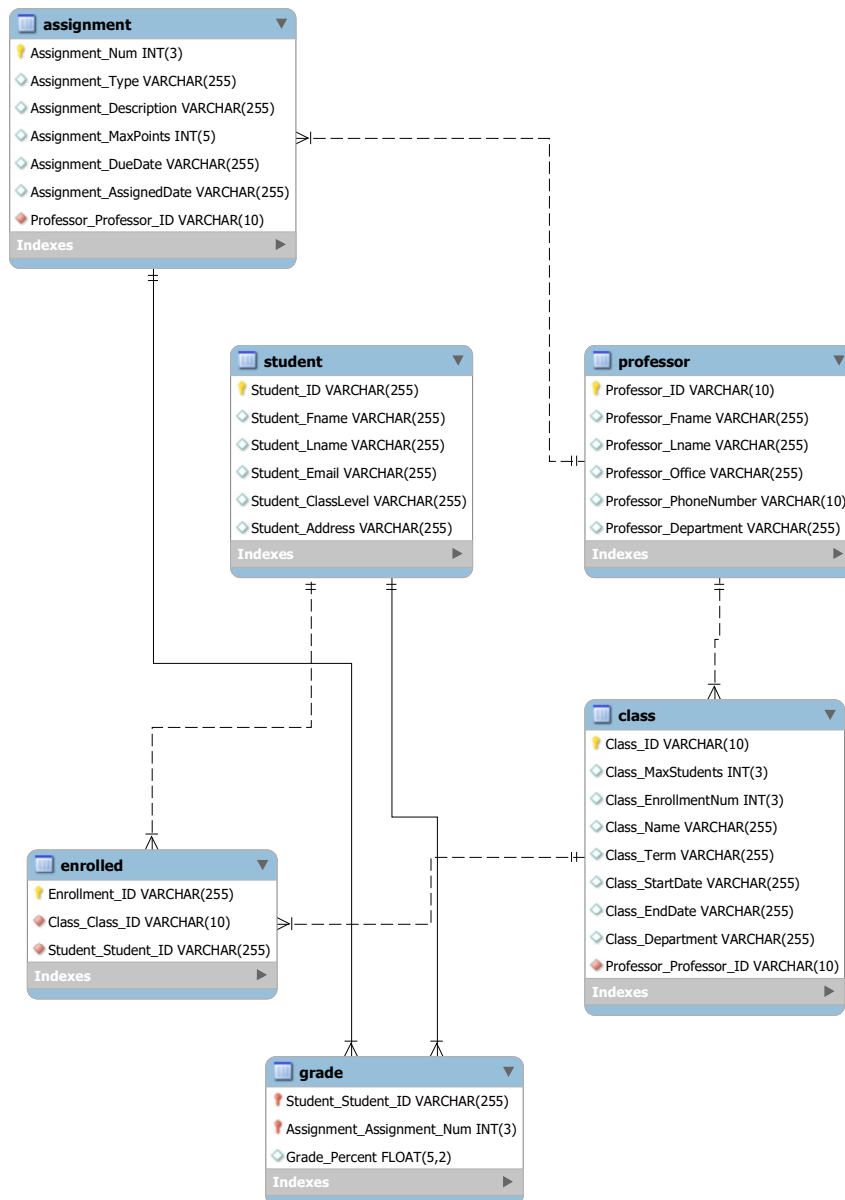 assignment
Assignment_Num INT(3)
Assignment_Type VARCHAR(255)
Assignment_Description VARCHAR(255)
Assignment_MaxPoints INT(5)
Assignment_DueDate VARCHAR(255)
Assignment_AssignedDate VARCHAR(255)
Professor_Professor_ID VARCHAR(10)
Indexes
student
Student_ID VARCHAR(255)
Student_Fname VARCHAR(255)
Student_Lname VARCHAR(255)
Student_Email VARCHAR(255)
Student_ClassLevel VARCHAR(255)
Student_Address VARCHAR(255)
Indexes
professor
Professor_ID VARCHAR(10)
Professor_Fname VARCHAR(255)
Professor_Lname VARCHAR(255)
Professor_Office VARCHAR(255)
Professor_PhoneNumber VARCHAR(10)
Professor_Department VARCHAR(255)
Indexes
class
Class_ID VARCHAR(10)
Class_MaxStudents INT(3)
Class_EnrollmentNum INT(3)
Class_Name VARCHAR(255)
Class_Term VARCHAR(255)
Class_StartDate VARCHAR(255)
Class_EndDate VARCHAR(255)
Class_Department VARCHAR(255)
Professor_Professor_ID VARCHAR(10)
Indexes
enrolled
Enrollment_ID VARCHAR(255)
Class_Class_ID VARCHAR(10)
Student_Student_ID VARCHAR(255)
Indexes
grade
Student_Student_ID VARCHAR(255)
Assignment_Assignment_Num INT(3)
Grade_Percent FLOAT(5,2)
Indexes